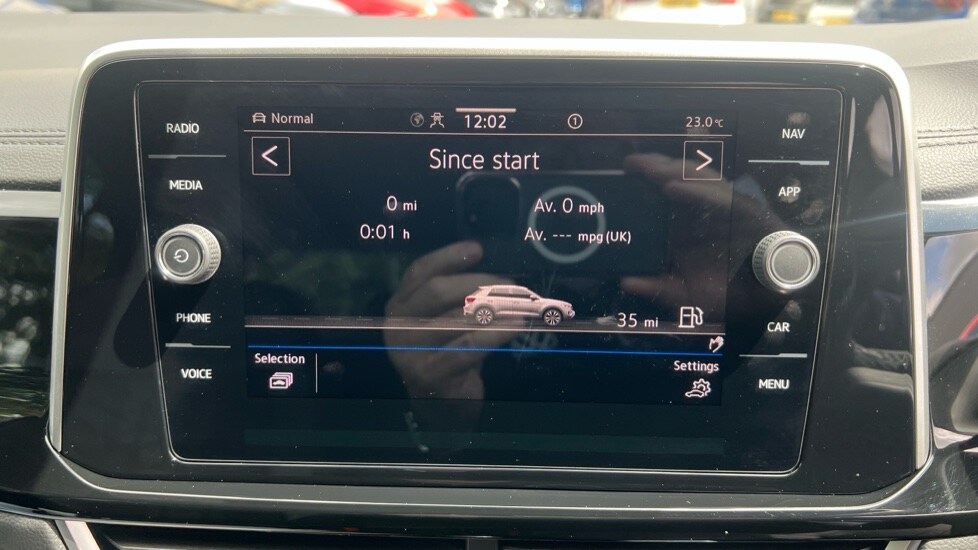 RADIO
MEDIA
PHONE
VOICE
Normal 12:02 1 23.0°C
< Since start >
0 mi Av. 0 mph
0:01 h Av. --- mpg (UK)
35 mi
Selection Settings
NAV
APP
CAR
MENU